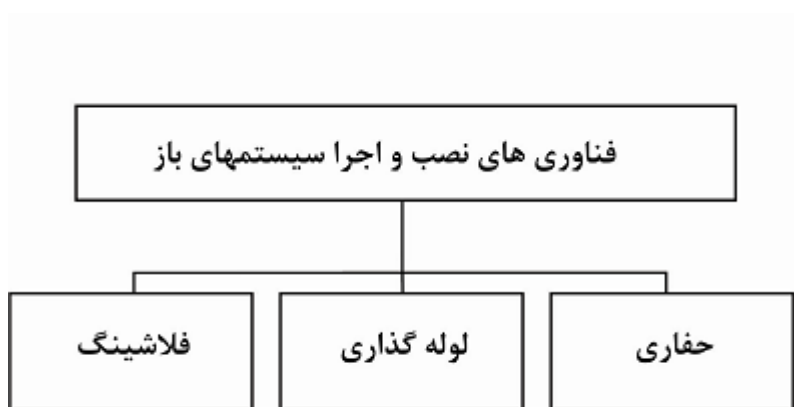 فناوری های نصب و اجرا سیستمهای باز
حفاری
لوله گذاری
فلاشینگ